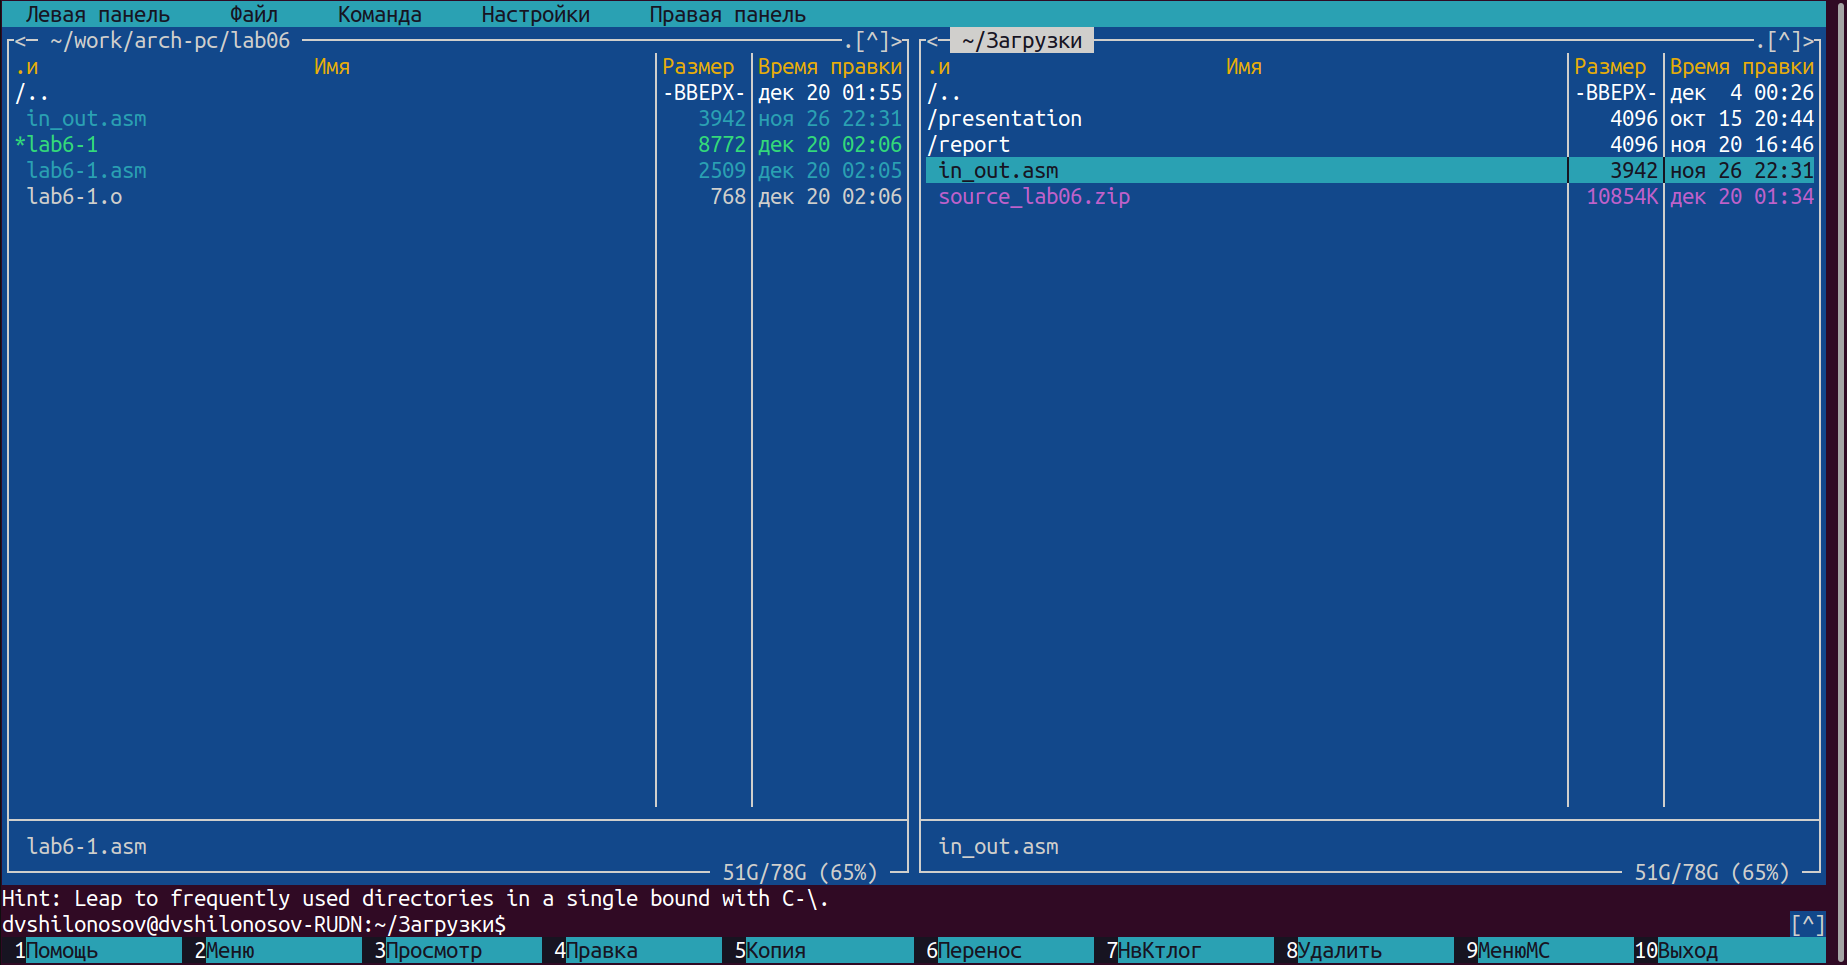 Левая панель Файл Команда Настройки Правая панель
<- ~/work/arch-pc/lab06 .[^]>
.и Имя Размер Время правки
/.. -ВВЕРХ- дек 20 01:55
in_out.asm 3942 ноя 26 22:31
*lab6-1 8772 дек 20 02:06
lab6-1.asm 2509 дек 20 02:05
lab6-1.o 768 дек 20 02:06
lab6-1.asm
51G/78G (65%)
<- ~/Загрузки .[^]>
.и Имя Размер Время правки
/.. -ВВЕРХ- дек 4 00:26
/presentation 4096 окт 15 20:44
/report 4096 ноя 20 16:46
in_out.asm 3942 ноя 26 22:31
source_lab06.zip 10854K дек 20 01:34
in_out.asm
51G/78G (65%)
Hint: Leap to frequently used directories in a single bound with C-\.
dvshilonosov@dvshilonosov-RUDN:~/Загрузки$ [^]
1Помощь 2Меню 3Просмотр 4Правка 5Копия 6Перенос 7НвКтлог 8Удалить 9МенюМС 10Выход